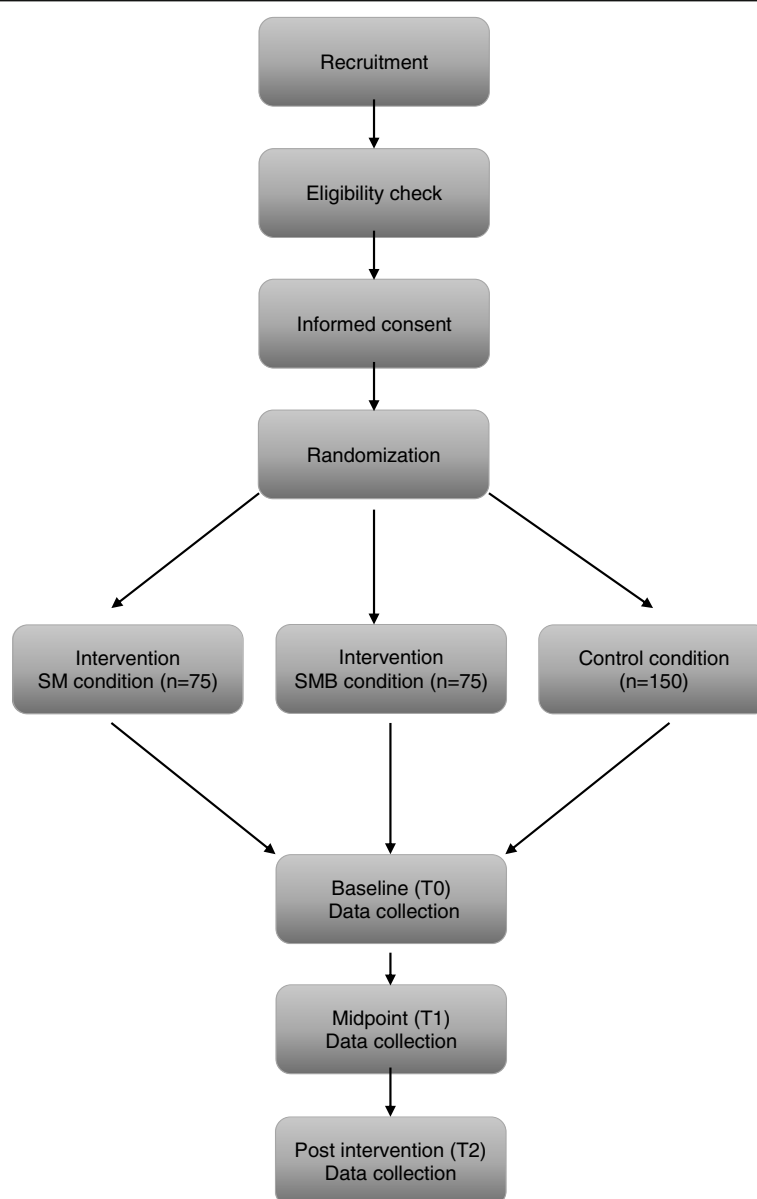 Recruitment
Eligibility check
Informed consent
Randomization
Intervention
SM condition (n=75)
Intervention
SMB condition (n=75)
Control condition
(n=150)
Baseline (T0)
Data collection
Midpoint (T1)
Data collection
Post intervention (T2)
Data collection